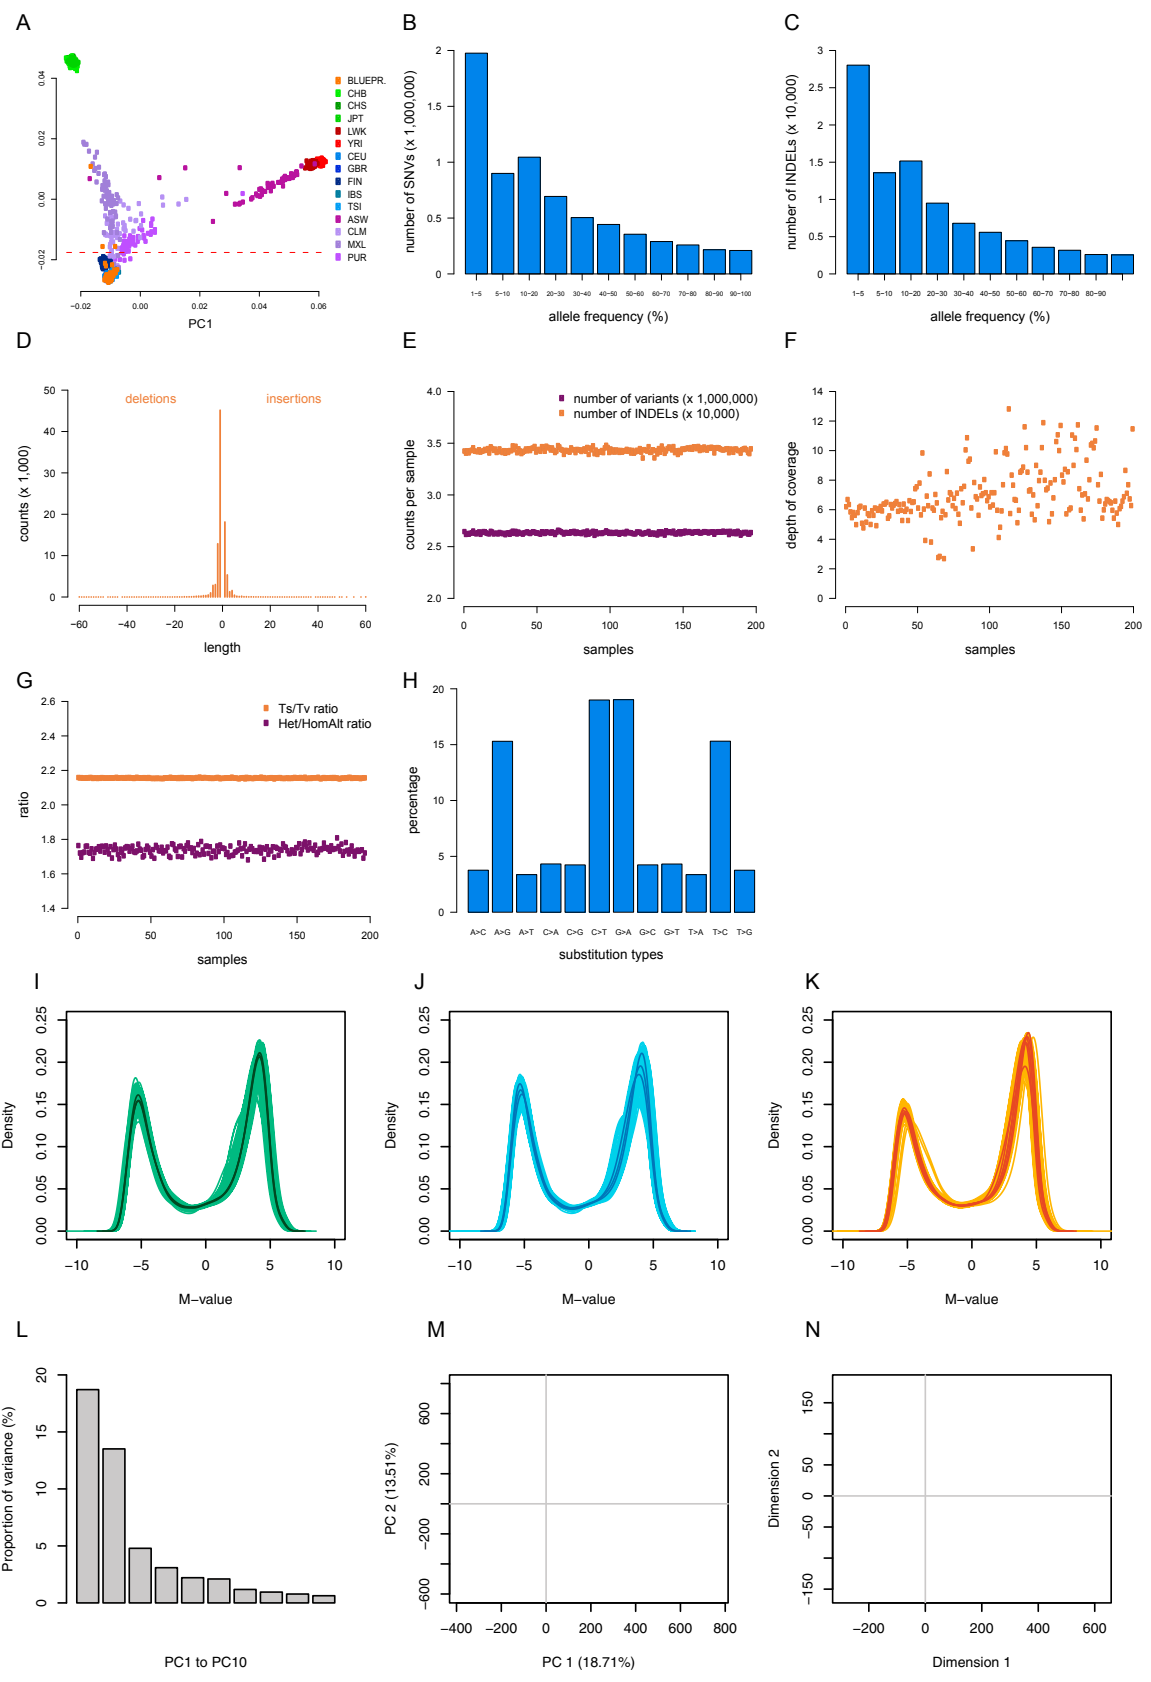 A
0.04
0.02
0.00
−0.02
−0.02
0.00
0.02
0.04
0.06
PC1
BLUEPR.
CHB
CHS
JPT
LWK
YRI
CEU
GBR
FIN
IBS
TSI
ASW
CLM
MXL
PUR
B
number of SNVs (x 1,000,000)
2
1.5
1
0.5
0
1−5
5−10
10−20
20−30
30−40
40−50
50−60
60−70
70−80
80−90
90−100
allele frequency (%)
C
number of INDELs (x 10,000)
3
2.5
2
1.5
1
0.5
0
1−5
5−10
10−20
20−30
30−40
40−50
50−60
60−70
70−80
80−90
allele frequency (%)
D
counts (x 1,000)
50
40
30
20
10
0
deletions
insertions
−60
−40
−20
0
20
40
60
length
E
counts per sample
4.0
3.5
3.0
2.5
2.0
number of variants (x 1,000,000)
number of INDELs (x 10,000)
0
50
100
150
200
samples
F
depth of coverage
14
12
10
8
6
4
2
0
0
50
100
150
200
samples
G
ratio
2.6
2.4
2.2
2.0
1.8
1.6
1.4
Ts/Tv ratio
Het/HomAlt ratio
0
50
100
150
200
samples
H
percentage
20
15
10
5
0
A>C
A>G
A>T
C>A
C>G
C>T
G>A
G>C
G>T
T>A
T>C
T>G
substitution types
I
Density
0.25
0.20
0.15
0.10
0.05
0.00
−10
−5
0
5
10
M−value
J
Density
0.25
0.20
0.15
0.10
0.05
0.00
−10
−5
0
5
10
M−value
K
Density
0.25
0.20
0.15
0.10
0.05
0.00
−10
−5
0
5
10
M−value
L
Proportion of variance (%)
20
15
10
5
0
PC1 to PC10
M
PC 2 (13.51%)
600
200
−200
−600
−400
−200
0
200
400
600
800
PC 1 (18.71%)
N
Dimension 2
150
50
0
−50
−150
−200
0
200
400
600
Dimension 1